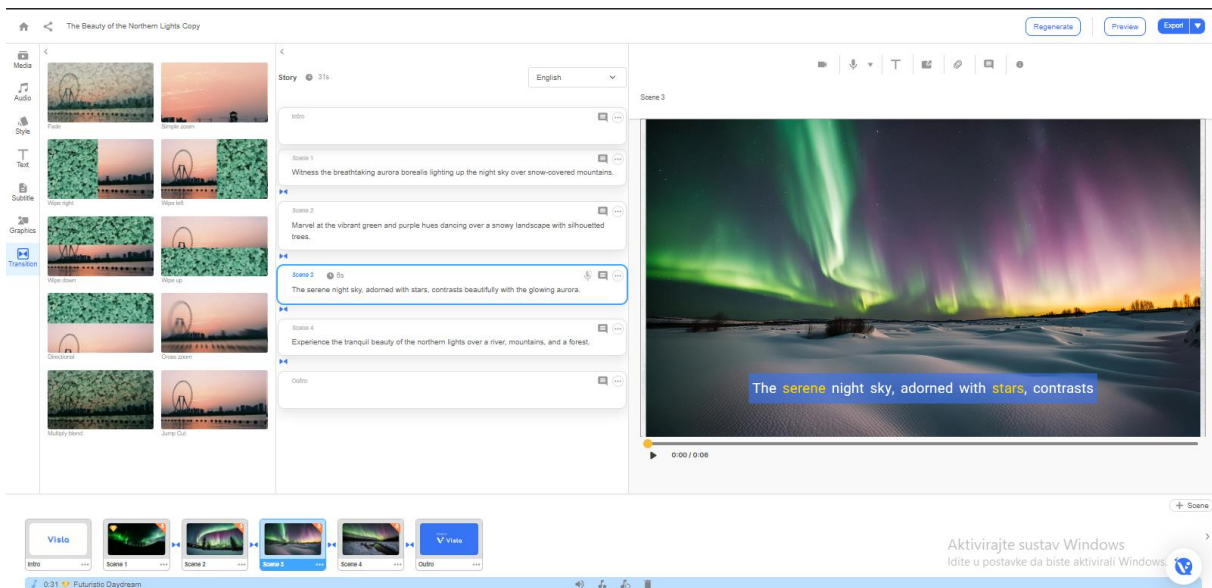 The Beauty of the Northern Lights Copy
Regenerate
Preview
Export
Media
Audio
Style
Text
Subtitle
Graphics
Transition
Fade
Simple zoom
Wipe right
Wipe left
Wipe down
Wipe up
Directional
Cross zoom
Multiply blend
Jump Cut
Story 31s
English
Intro
Scene 1
Witness the breathtaking aurora borealis lighting up the night sky over snow-covered mountains.
Scene 2
Marvel at the vibrant green and purple hues dancing over a snowy landscape with silhouetted
trees.
Scene 3 6s
The serene night sky, adorned with stars, contrasts beautifully with the glowing aurora.
Scene 4
Experience the tranquil beauty of the northern lights over a river, mountains, and a forest.
Outro
Scene 3
The serene night sky, adorned with stars, contrasts
0:00 / 0:06
+ Scene
Visla
Visla
Intro
Scene 1
Scene 2
Scene 3
Scene 4
Outro
0:31 Futuristic Daydream
Aktivirajte sustav Windows
Idite u postavke da biste aktivirali Windows.